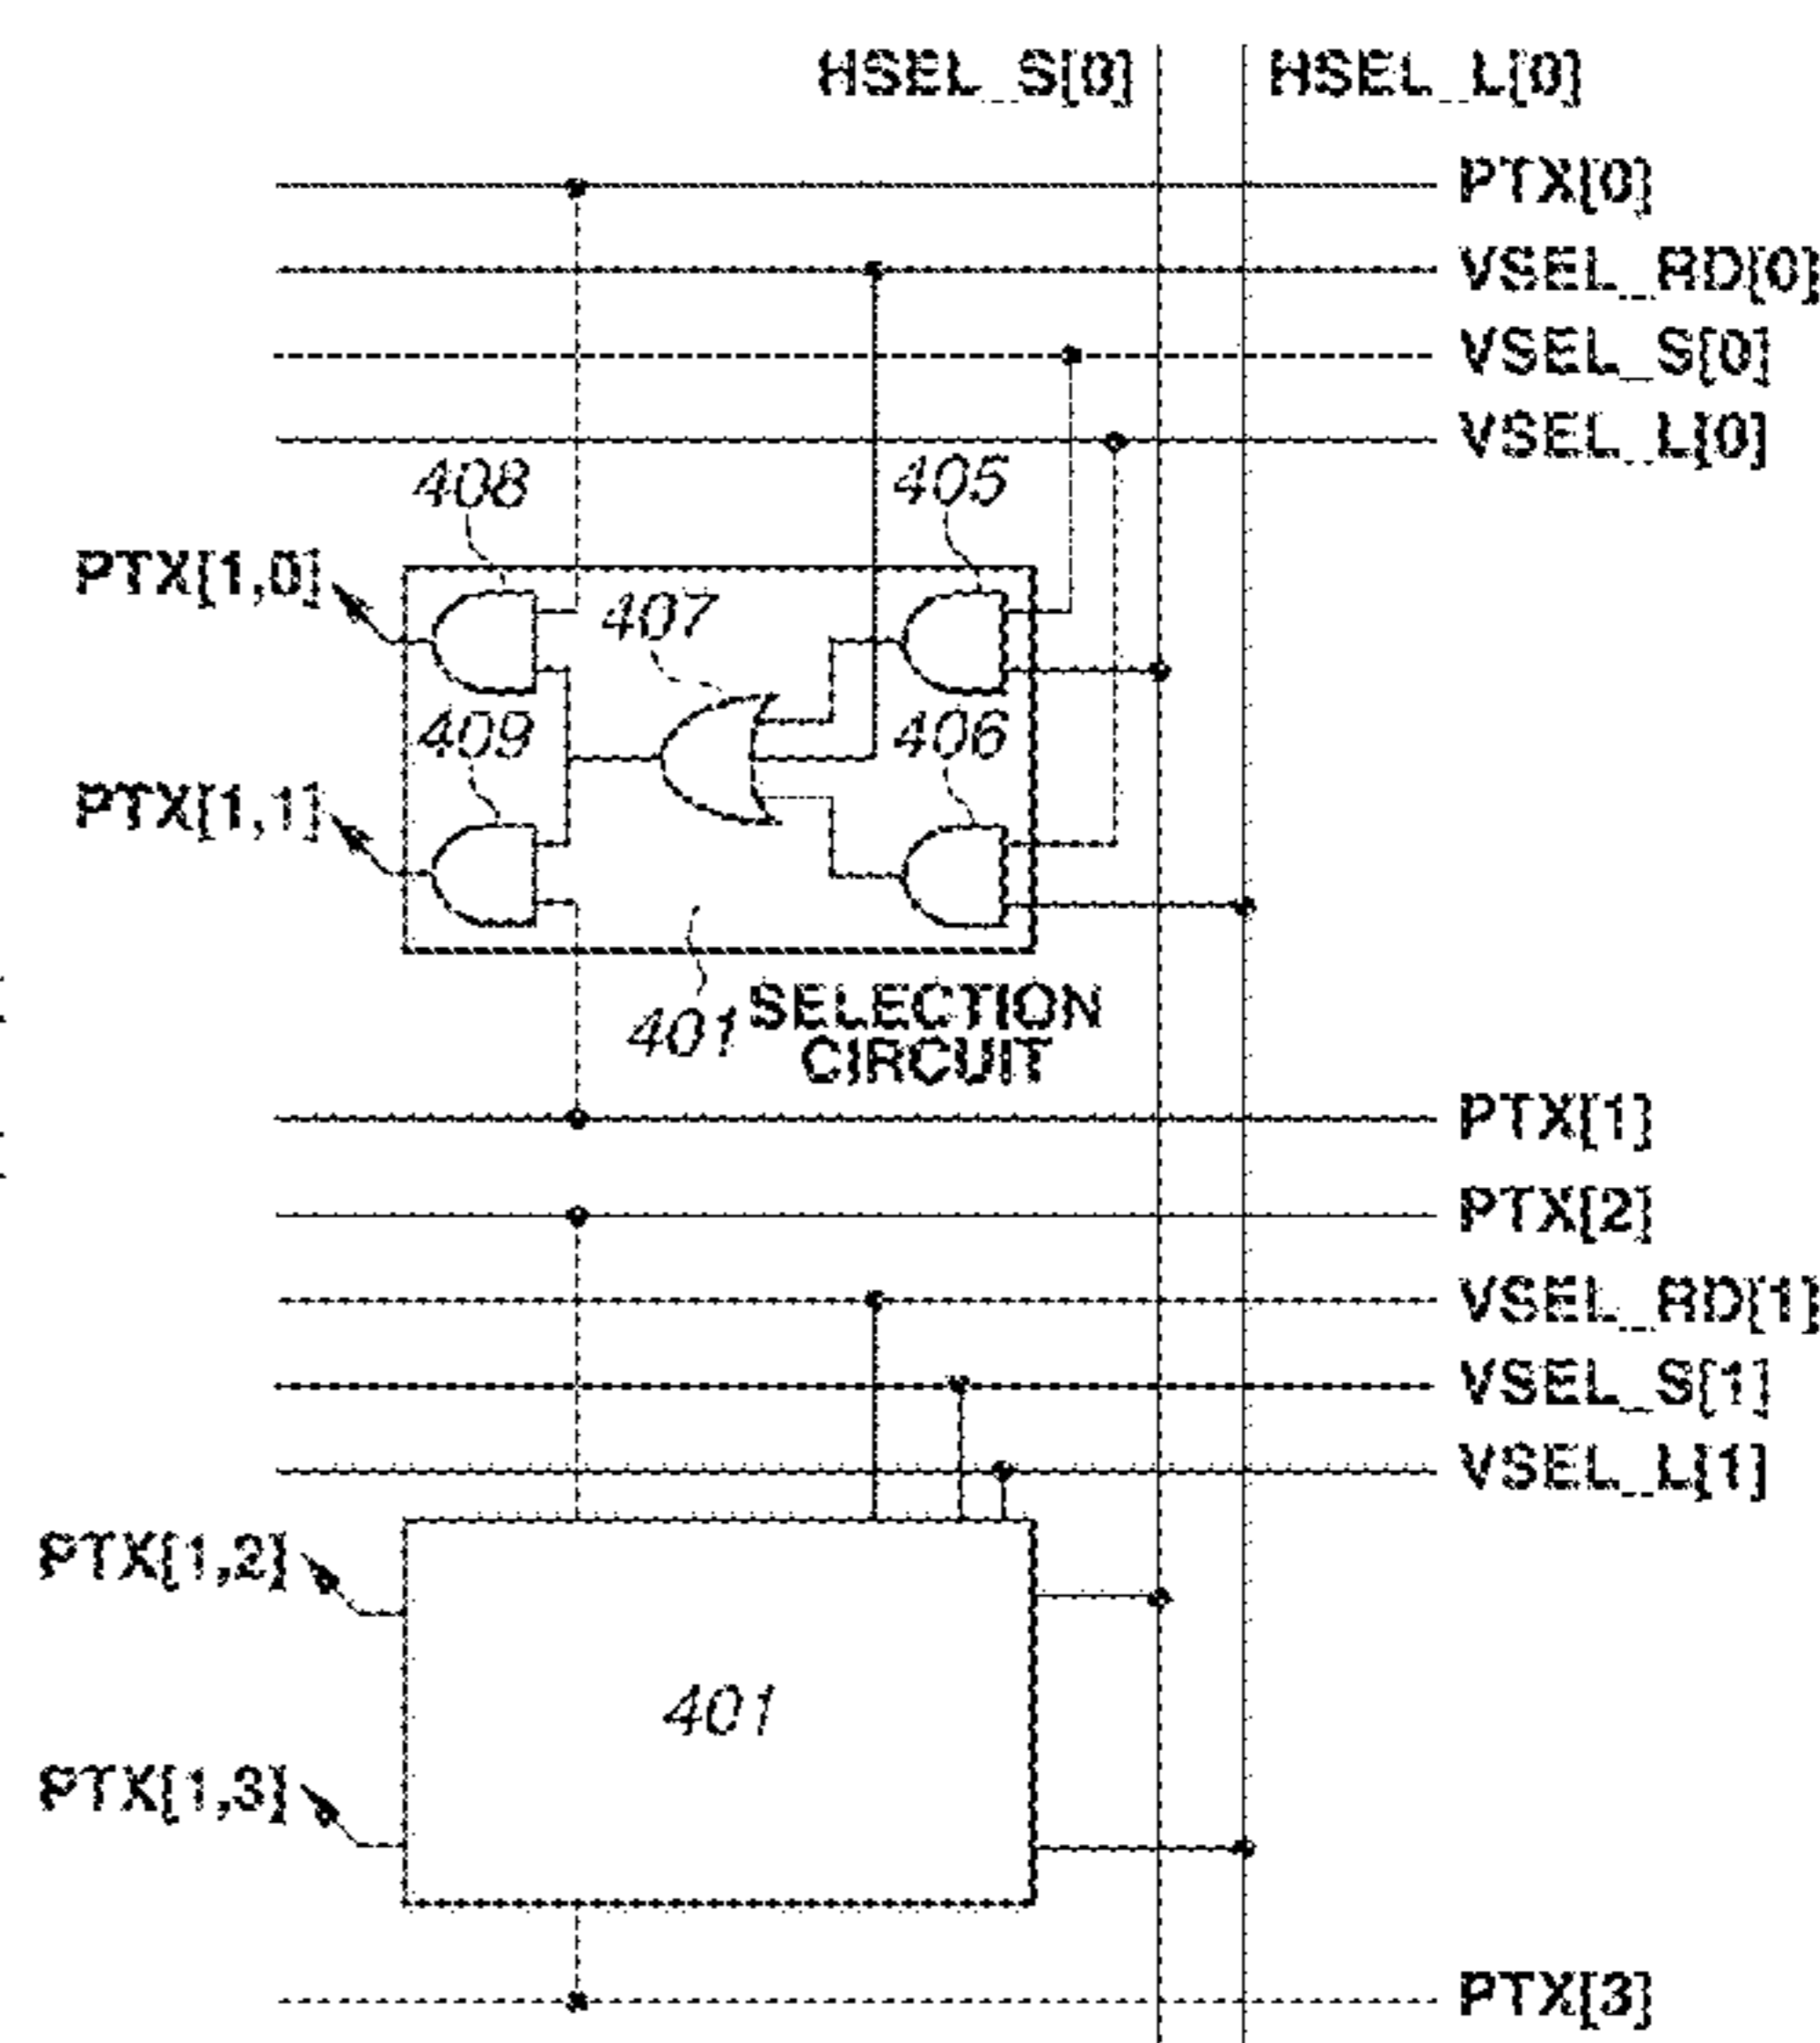 HSEL_S[0] HSEL_L[0]
PTX[0]
VSEL_RD[0]
VSEL_S[0]
VSEL_L[0]
408
405
PTX[1,0]
407
409
406
PTX[1,1]
401
SELECTION
CIRCUIT
PTX[1]
PTX[2]
VSEL_RD[1]
VSEL_S[1]
VSEL_L[1]
PTX[1,2]
401
PTX[1,3]
PTX[3]